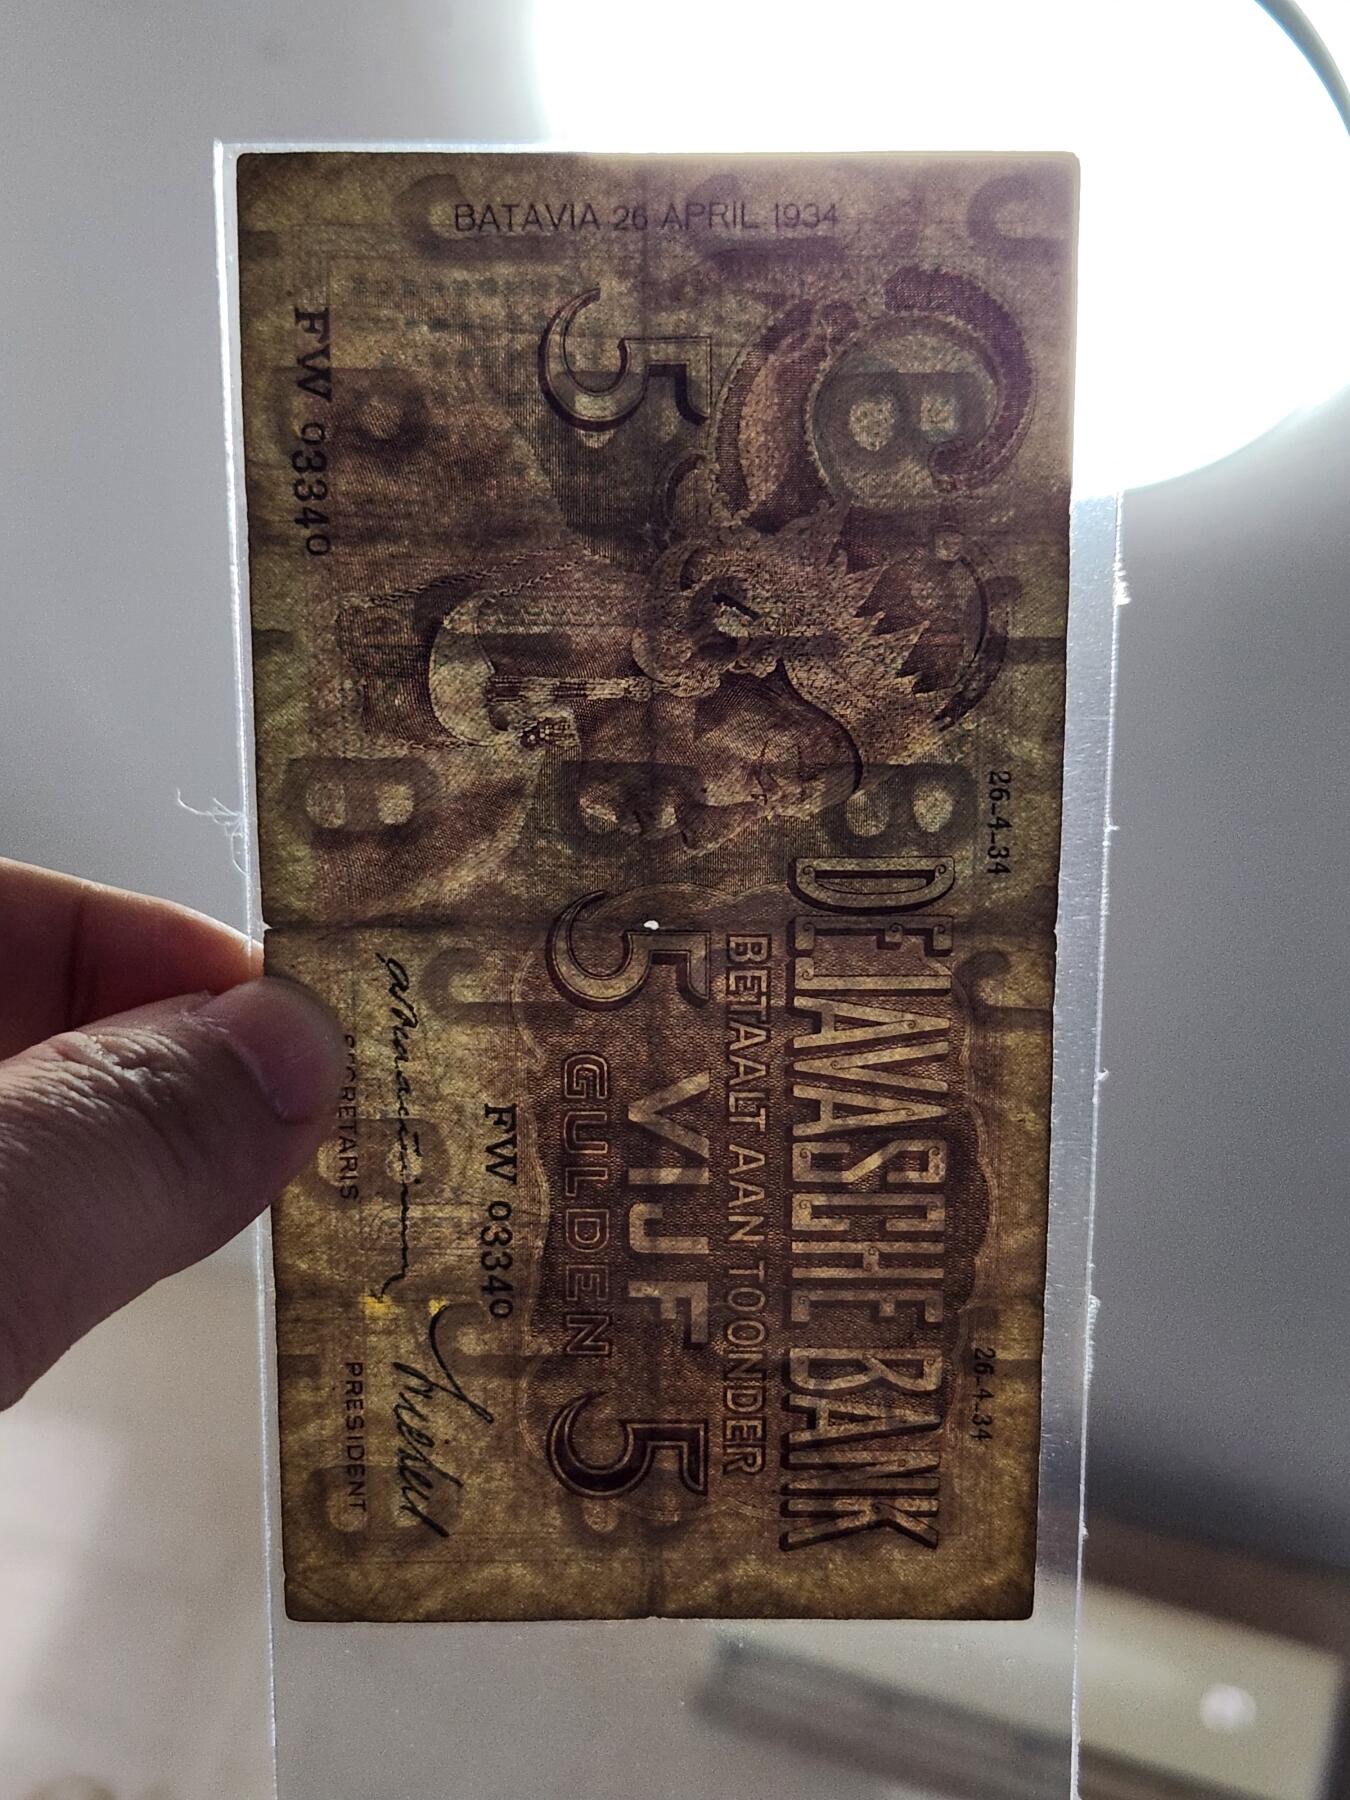 BATAVIA 26 APRIL 1934
26-4-34
26-4-34
DE JAVASCHE BANK
BETAALT AAN TOONDER
5
5 VIJF 5
GULDEN
FW 03340
FW 03340
SECRETARIS
PRESIDENT